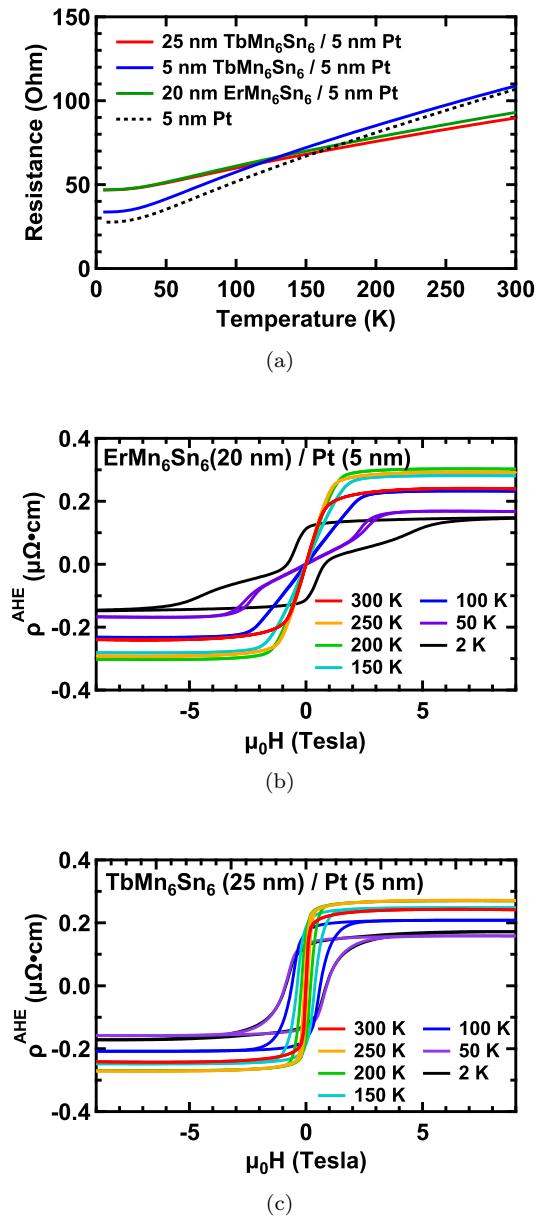 150
100
50
0
Resistance (Ohm)
25 nm TbMn₆Sn₆ / 5 nm Pt
5 nm TbMn₆Sn₆ / 5 nm Pt
20 nm ErMn₆Sn₆ / 5 nm Pt
5 nm Pt
0 50 100 150 200 250 300
Temperature (K)
(a)
0.4
0.2
0.0
-0.2
-0.4
ρᴬᴴᴱ (μΩ•cm)
ErMn₆Sn₆(20 nm) / Pt (5 nm)
300 K 100 K
250 K 50 K
200 K 2 K
150 K
-5 0 5
μ₀H (Tesla)
(b)
0.4
0.2
0.0
-0.2
-0.4
ρᴬᴴᴱ (μΩ•cm)
TbMn₆Sn₆ (25 nm) / Pt (5 nm)
300 K 100 K
250 K 50 K
200 K 2 K
150 K
-5 0 5
μ₀H (Tesla)
(c)